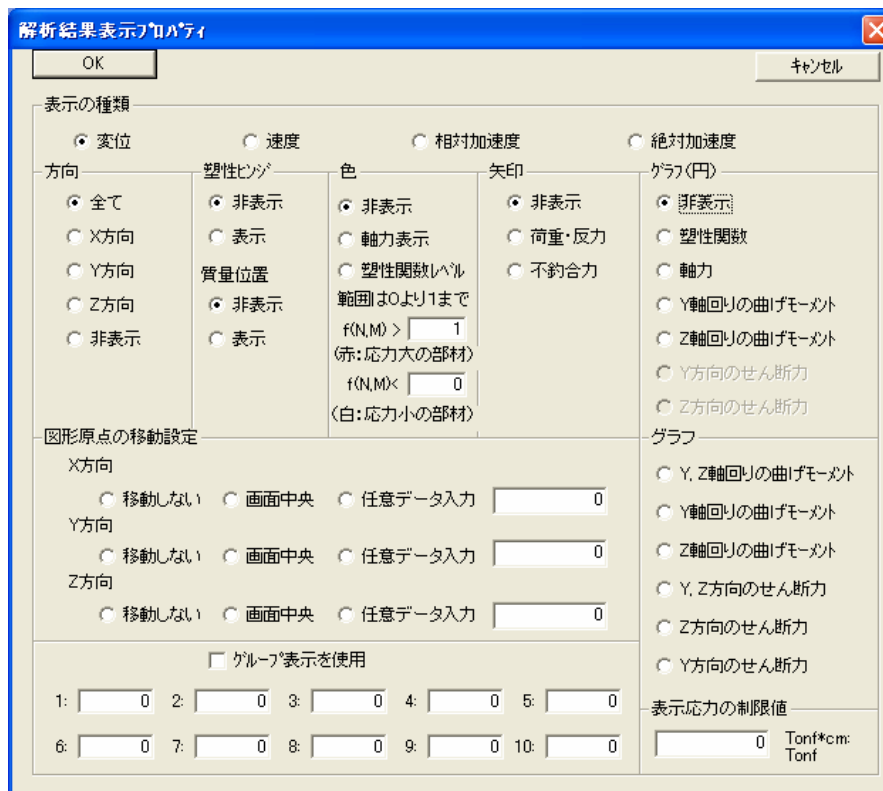 解析結果表示ﾌﾟﾛﾊﾟﾃｨ
OK
ｷｬﾝｾﾙ
表示の種類
変位
速度
相対加速度
絶対加速度
方向
全て
X方向
Y方向
Z方向
非表示
塑性ﾋﾝｼﾞ
非表示
表示
質量位置
非表示
表示
色
非表示
軸力表示
塑性関数ﾚﾍﾞﾙ
範囲は0より1まで
f(N,M) > 1
(赤:応力大の部材)
f(N,M)< 0
(白:応力小の部材)
矢印
非表示
荷重・反力
不釣合力
ｸﾞﾗﾌ(円)
非表示
塑性関数
軸力
Y軸回りの曲げﾓｰﾒﾝﾄ
Z軸回りの曲げﾓｰﾒﾝﾄ
Y方向のせん断力
Z方向のせん断力
図形原点の移動設定
X方向
移動しない 画面中央 任意データ入力 0
Y方向
移動しない 画面中央 任意データ入力 0
Z方向
移動しない 画面中央 任意データ入力 0
グラフ
Y, Z軸回りの曲げﾓｰﾒﾝﾄ
Y軸回りの曲げﾓｰﾒﾝﾄ
Z軸回りの曲げﾓｰﾒﾝﾄ
Y, Z方向のせん断力
Z方向のせん断力
Y方向のせん断力
ｸﾞﾙｰﾌﾟ表示を使用
1: 0 2: 0 3: 0 4: 0 5: 0
6: 0 7: 0 8: 0 9: 0 10: 0
表示応力の制限値
0 Tonf*cm:
Tonf